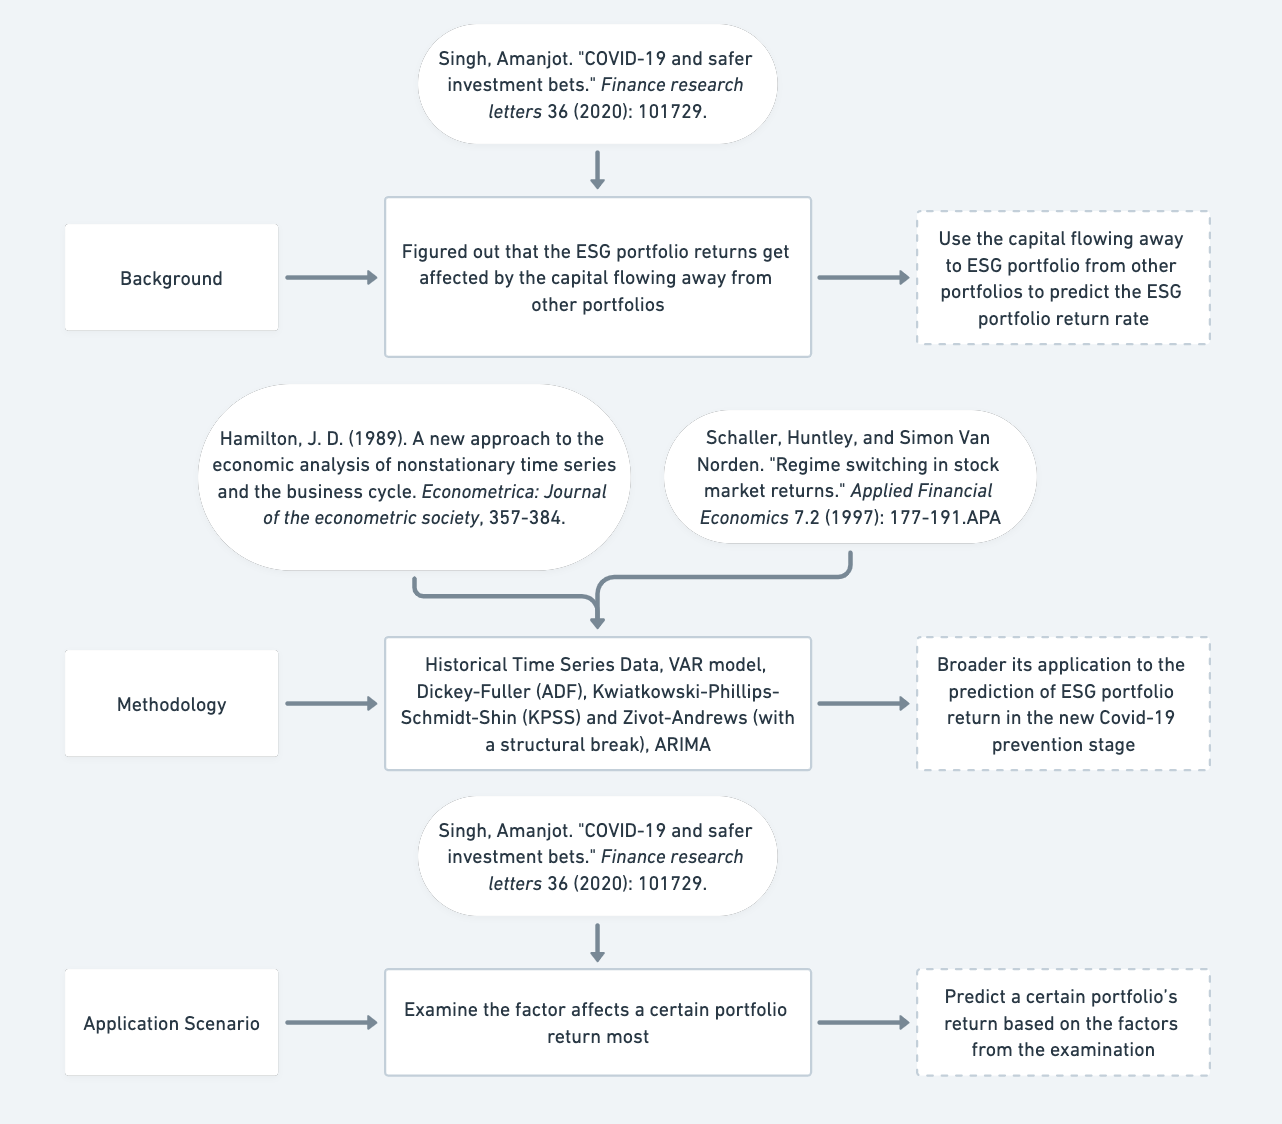 Singh, Amanjot. "COVID-19 and safer
investment bets." Finance research
letters 36 (2020): 101729.
Background
Figured out that the ESG portfolio returns get
affected by the capital flowing away from
other portfolios
Use the capital flowing away
to ESG portfolio from other
portfolios to predict the ESG
portfolio return rate
Hamilton, J. D. (1989). A new approach to the
economic analysis of nonstationary time series
and the business cycle. Econometrica: Journal
of the econometric society, 357-384.
Schaller, Huntley, and Simon Van
Norden. "Regime switching in stock
market returns." Applied Financial
Economics 7.2 (1997): 177-191.APA
Methodology
Historical Time Series Data, VAR model,
Dickey-Fuller (ADF), Kwiatkowski-Phillips-
Schmidt-Shin (KPSS) and Zivot-Andrews (with
a structural break), ARIMA
Broader its application to the
prediction of ESG portfolio
return in the new Covid-19
prevention stage
Singh, Amanjot. "COVID-19 and safer
investment bets." Finance research
letters 36 (2020): 101729.
Application Scenario
Examine the factor affects a certain portfolio
return most
Predict a certain portfolio’s
return based on the factors
from the examination